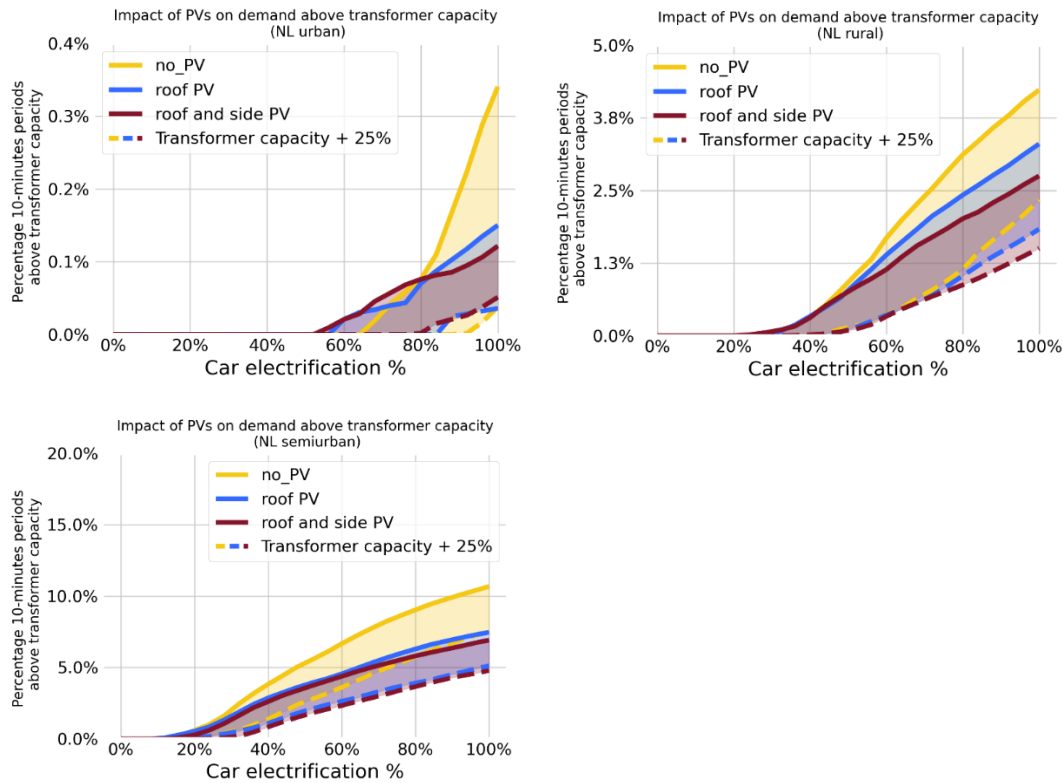 Impact of PVs on demand above transformer capacity
(NL urban)
0.4%
0.3%
0.2%
0.1%
0.0%
Percentage 10-minutes periods
above transformer capacity
no_PV
roof PV
roof and side PV
Transformer capacity + 25%
0% 20% 40% 60% 80% 100%
Car electrification %
Impact of PVs on demand above transformer capacity
(NL rural)
5.0%
3.8%
2.5%
1.3%
0.0%
Percentage 10-minutes periods
above transformer capacity
no_PV
roof PV
roof and side PV
Transformer capacity + 25%
0% 20% 40% 60% 80% 100%
Car electrification %
Impact of PVs on demand above transformer capacity
(NL semiurban)
20.0%
15.0%
10.0%
5.0%
0.0%
Percentage 10-minutes periods
above transformer capacity
no_PV
roof PV
roof and side PV
Transformer capacity + 25%
0% 20% 40% 60% 80% 100%
Car electrification %